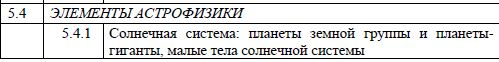 5.4 ЭЛЕМЕНТЫ АСТРОФИЗИКИ
5.4.1 Солнечная система: планеты земной группы и планеты-
гиганты, малые тела солнечной системы